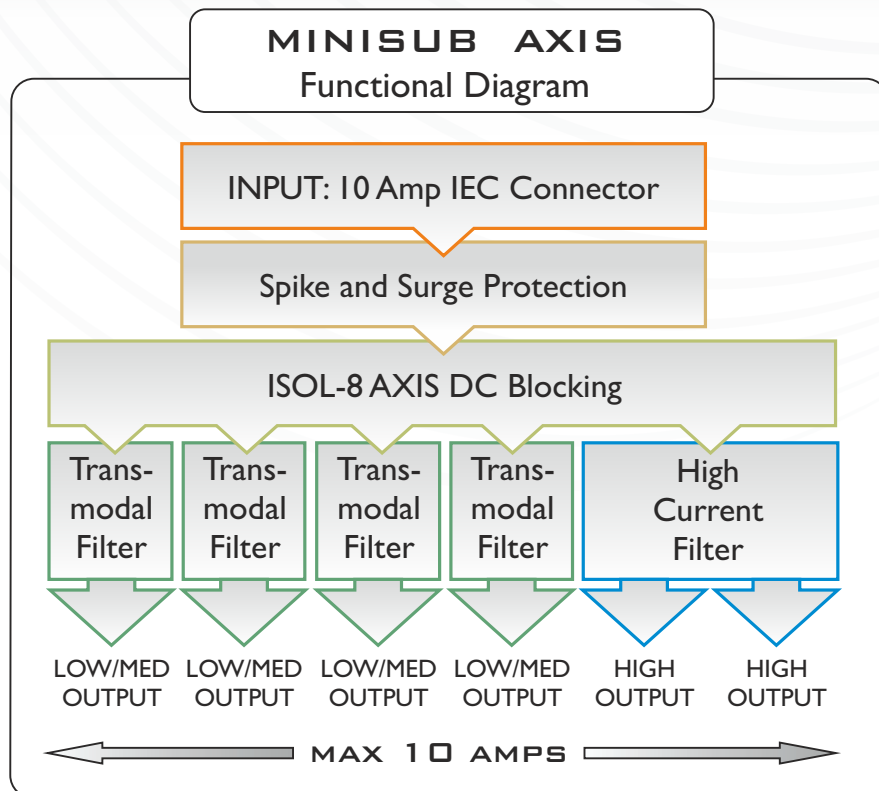 MINISUB AXIS
Functional Diagram
INPUT: 10 Amp IEC Connector
Spike and Surge Protection
ISOL-8 AXIS DC Blocking
Trans-
modal
Filter
Trans-
modal
Filter
Trans-
modal
Filter
Trans-
modal
Filter
High
Current
Filter
LOW/MED
OUTPUT
LOW/MED
OUTPUT
LOW/MED
OUTPUT
LOW/MED
OUTPUT
HIGH
OUTPUT
HIGH
OUTPUT
MAX 10 AMPS